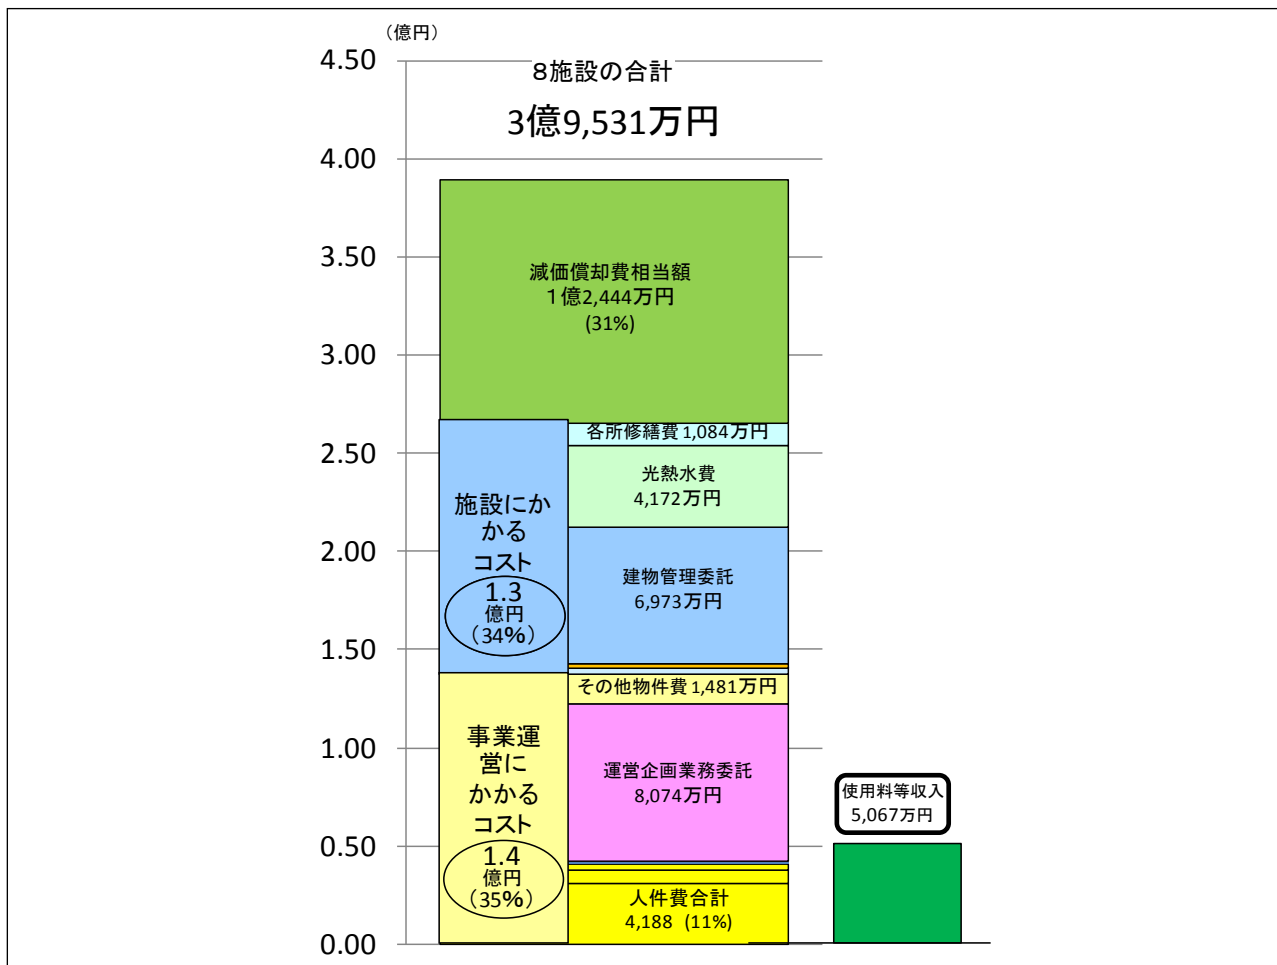 （億円）
4.50
4.00
3.50
3.00
2.50
2.00
1.50
1.00
0.50
0.00
８施設の合計
3億9,531万円
減価償却費相当額
１億2,444万円
(31%)
各所修繕費 1,084万円
光熱水費
4,172万円
建物管理委託
6,973万円
その他物件費 1,481万円
運営企画業務委託
8,074万円
人件費合計
4,188 (11%)
施設にか
かる
コスト
1.3
億円
（34%）
事業運
営に
かかる
コスト
1.4
億円
（35%）
使用料等収入
5,067万円